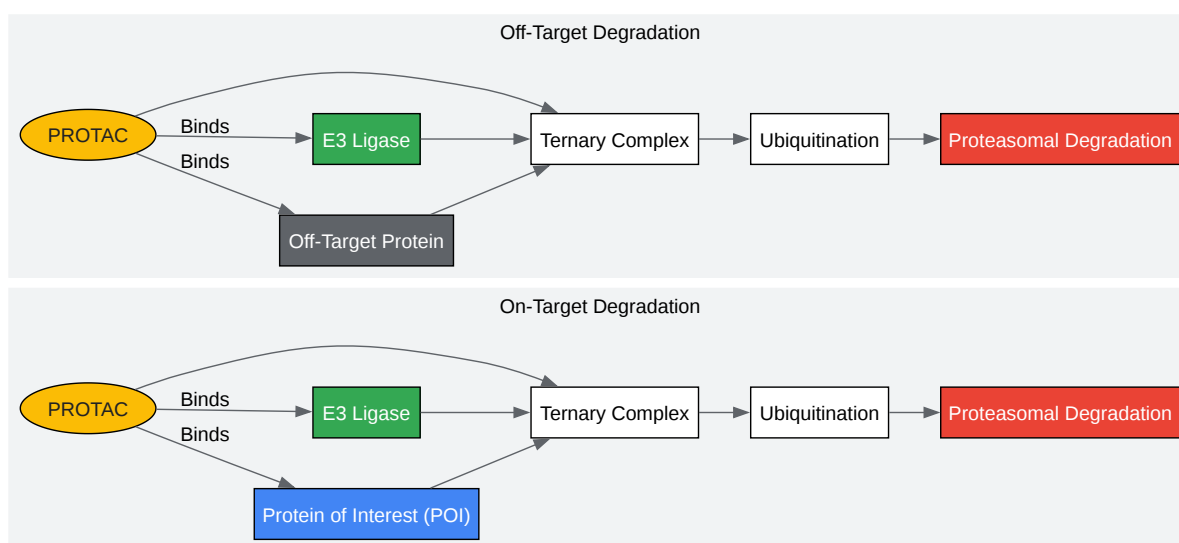 Off-Target Degradation
PROTAC
Binds
Binds
E3 Ligase
Off-Target Protein
Ternary Complex
Ubiquitination
Proteasomal Degradation
On-Target Degradation
PROTAC
Binds
Binds
E3 Ligase
Protein of Interest (POI)
Ternary Complex
Ubiquitination
Proteasomal Degradation